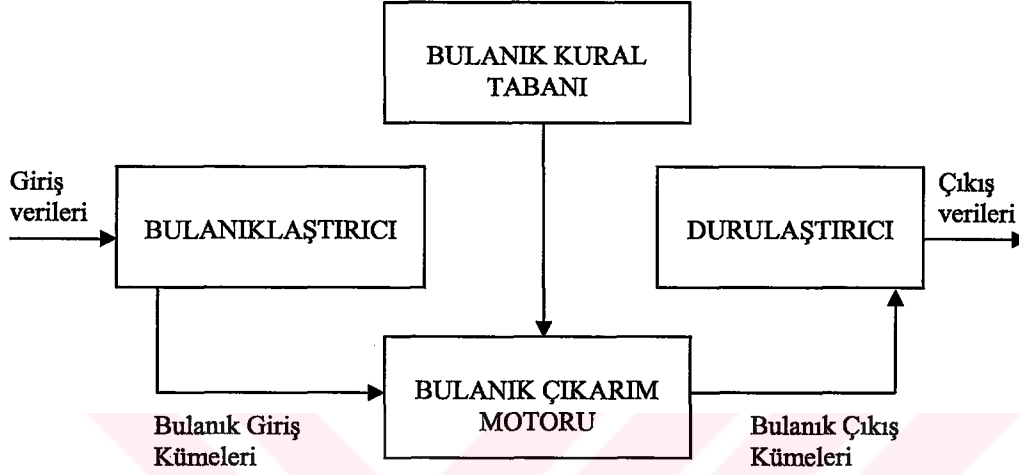 BULANIK KURAL
TABANI
Giriş
verileri
BULANIKLAŞTIRICI
DURULAŞTIRICI
Çıkış
verileri
BULANIK ÇIKARIM
MOTORU
Bulanık Giriş
Kümeleri
Bulanık Çıkış
Kümeleri